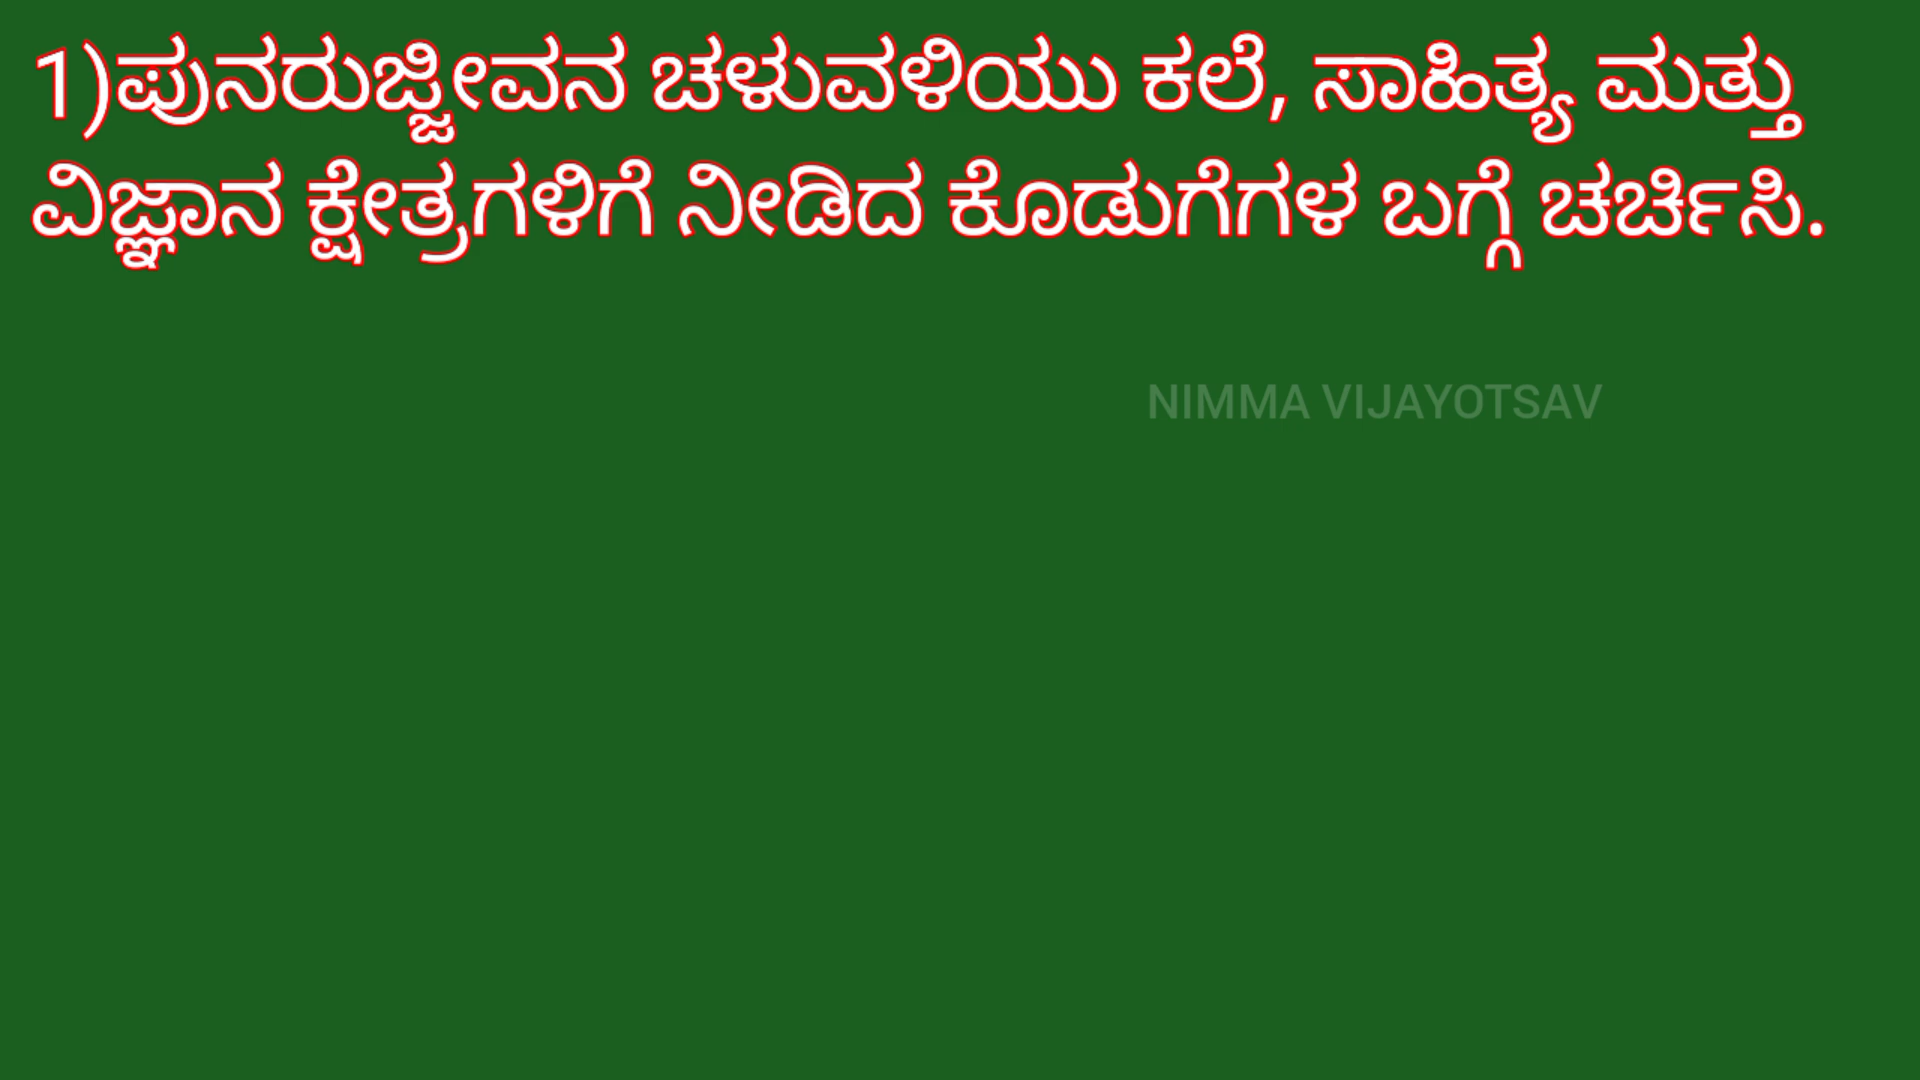 1)ಪುನರುಜ್ಜೀವನ ಚಳುವಳಿಯು ಕಲೆ, ಸಾಹಿತ್ಯ ಮತ್ತು
ವಿಜ್ಞಾನ ಕ್ಷೇತ್ರಗಳಿಗೆ ನೀಡಿದ ಕೊಡುಗೆಗಳ ಬಗ್ಗೆ ಚರ್ಚಿಸಿ.
NIMMA VIJAYOTSAV